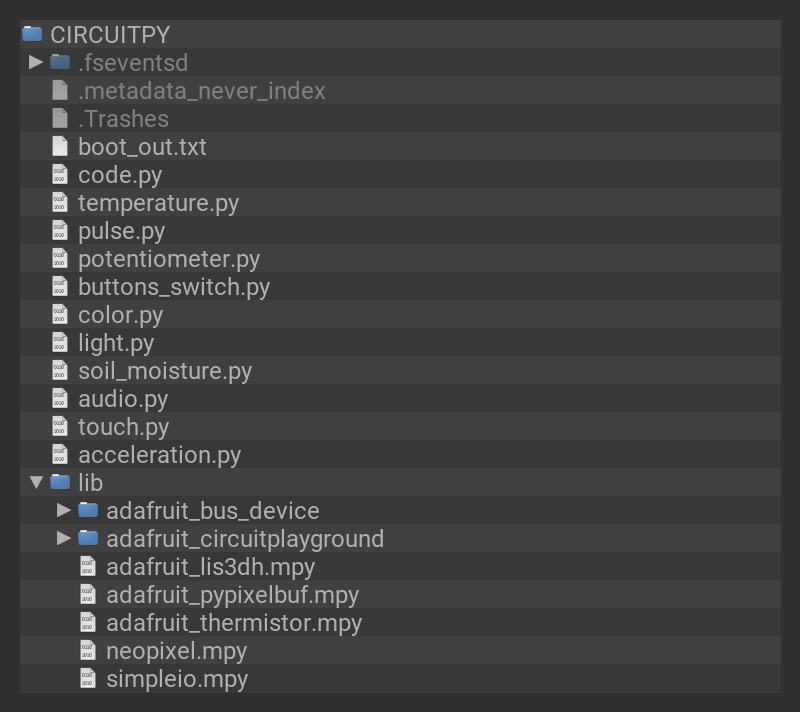 CIRCUITPY
.fseventsd
.metadata_never_index
.Trashes
boot_out.txt
code.py
temperature.py
pulse.py
potentiometer.py
buttons_switch.py
color.py
light.py
soil_moisture.py
audio.py
touch.py
acceleration.py
lib
adafruit_bus_device
adafruit_circuitplayground
adafruit_lis3dh.mpy
adafruit_pypixelbuf.mpy
adafruit_thermistor.mpy
neopixel.mpy
simpleio.mpy